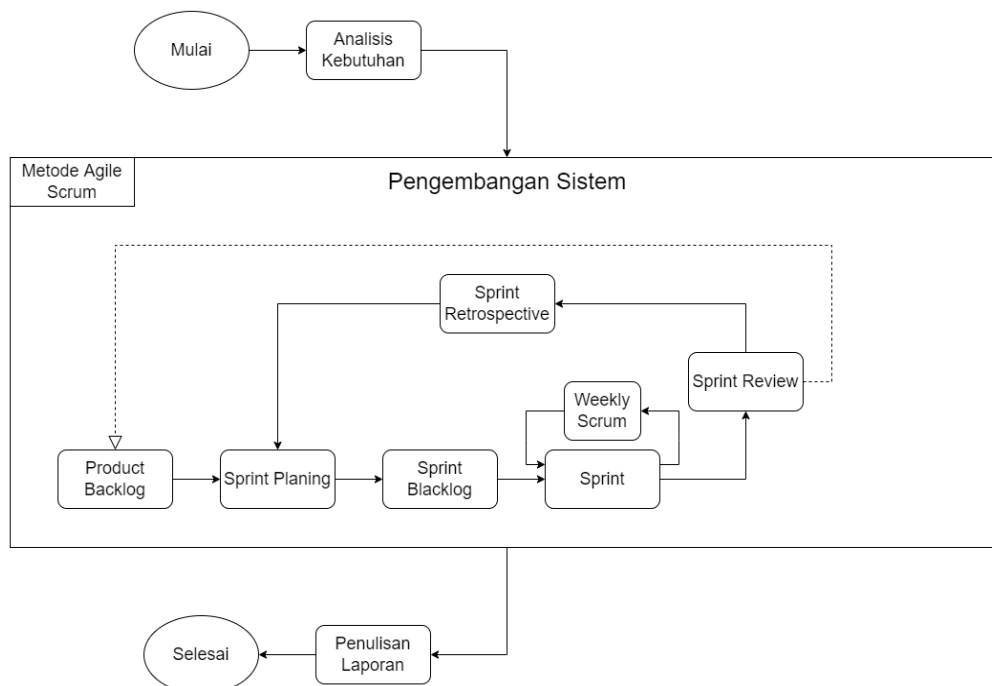 Mulai
Analisis
Kebutuhan
Metode Agile
Scrum
Pengembangan Sistem
Sprint
Retrospective
Sprint Review
Weekly
Scrum
Product
Backlog
Sprint Planing
Sprint
Blacklog
Sprint
Selesai
Penulisan
Laporan